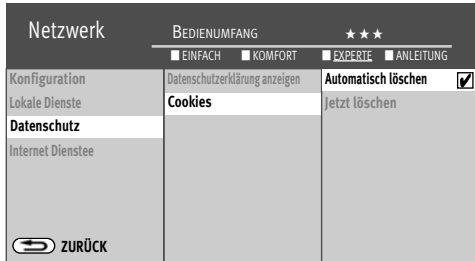 Netzwerk
BEDIENUMFANG ★★★
EINFACH KOMFORT EXPERTE ANLEITUNG
Konfiguration
Lokale Dienste
Datenschutz
Internet Dienstee
Datenschutzerklärung anzeigen
Cookies
Automatisch löschen
Jetzt löschen
ZURÜCK